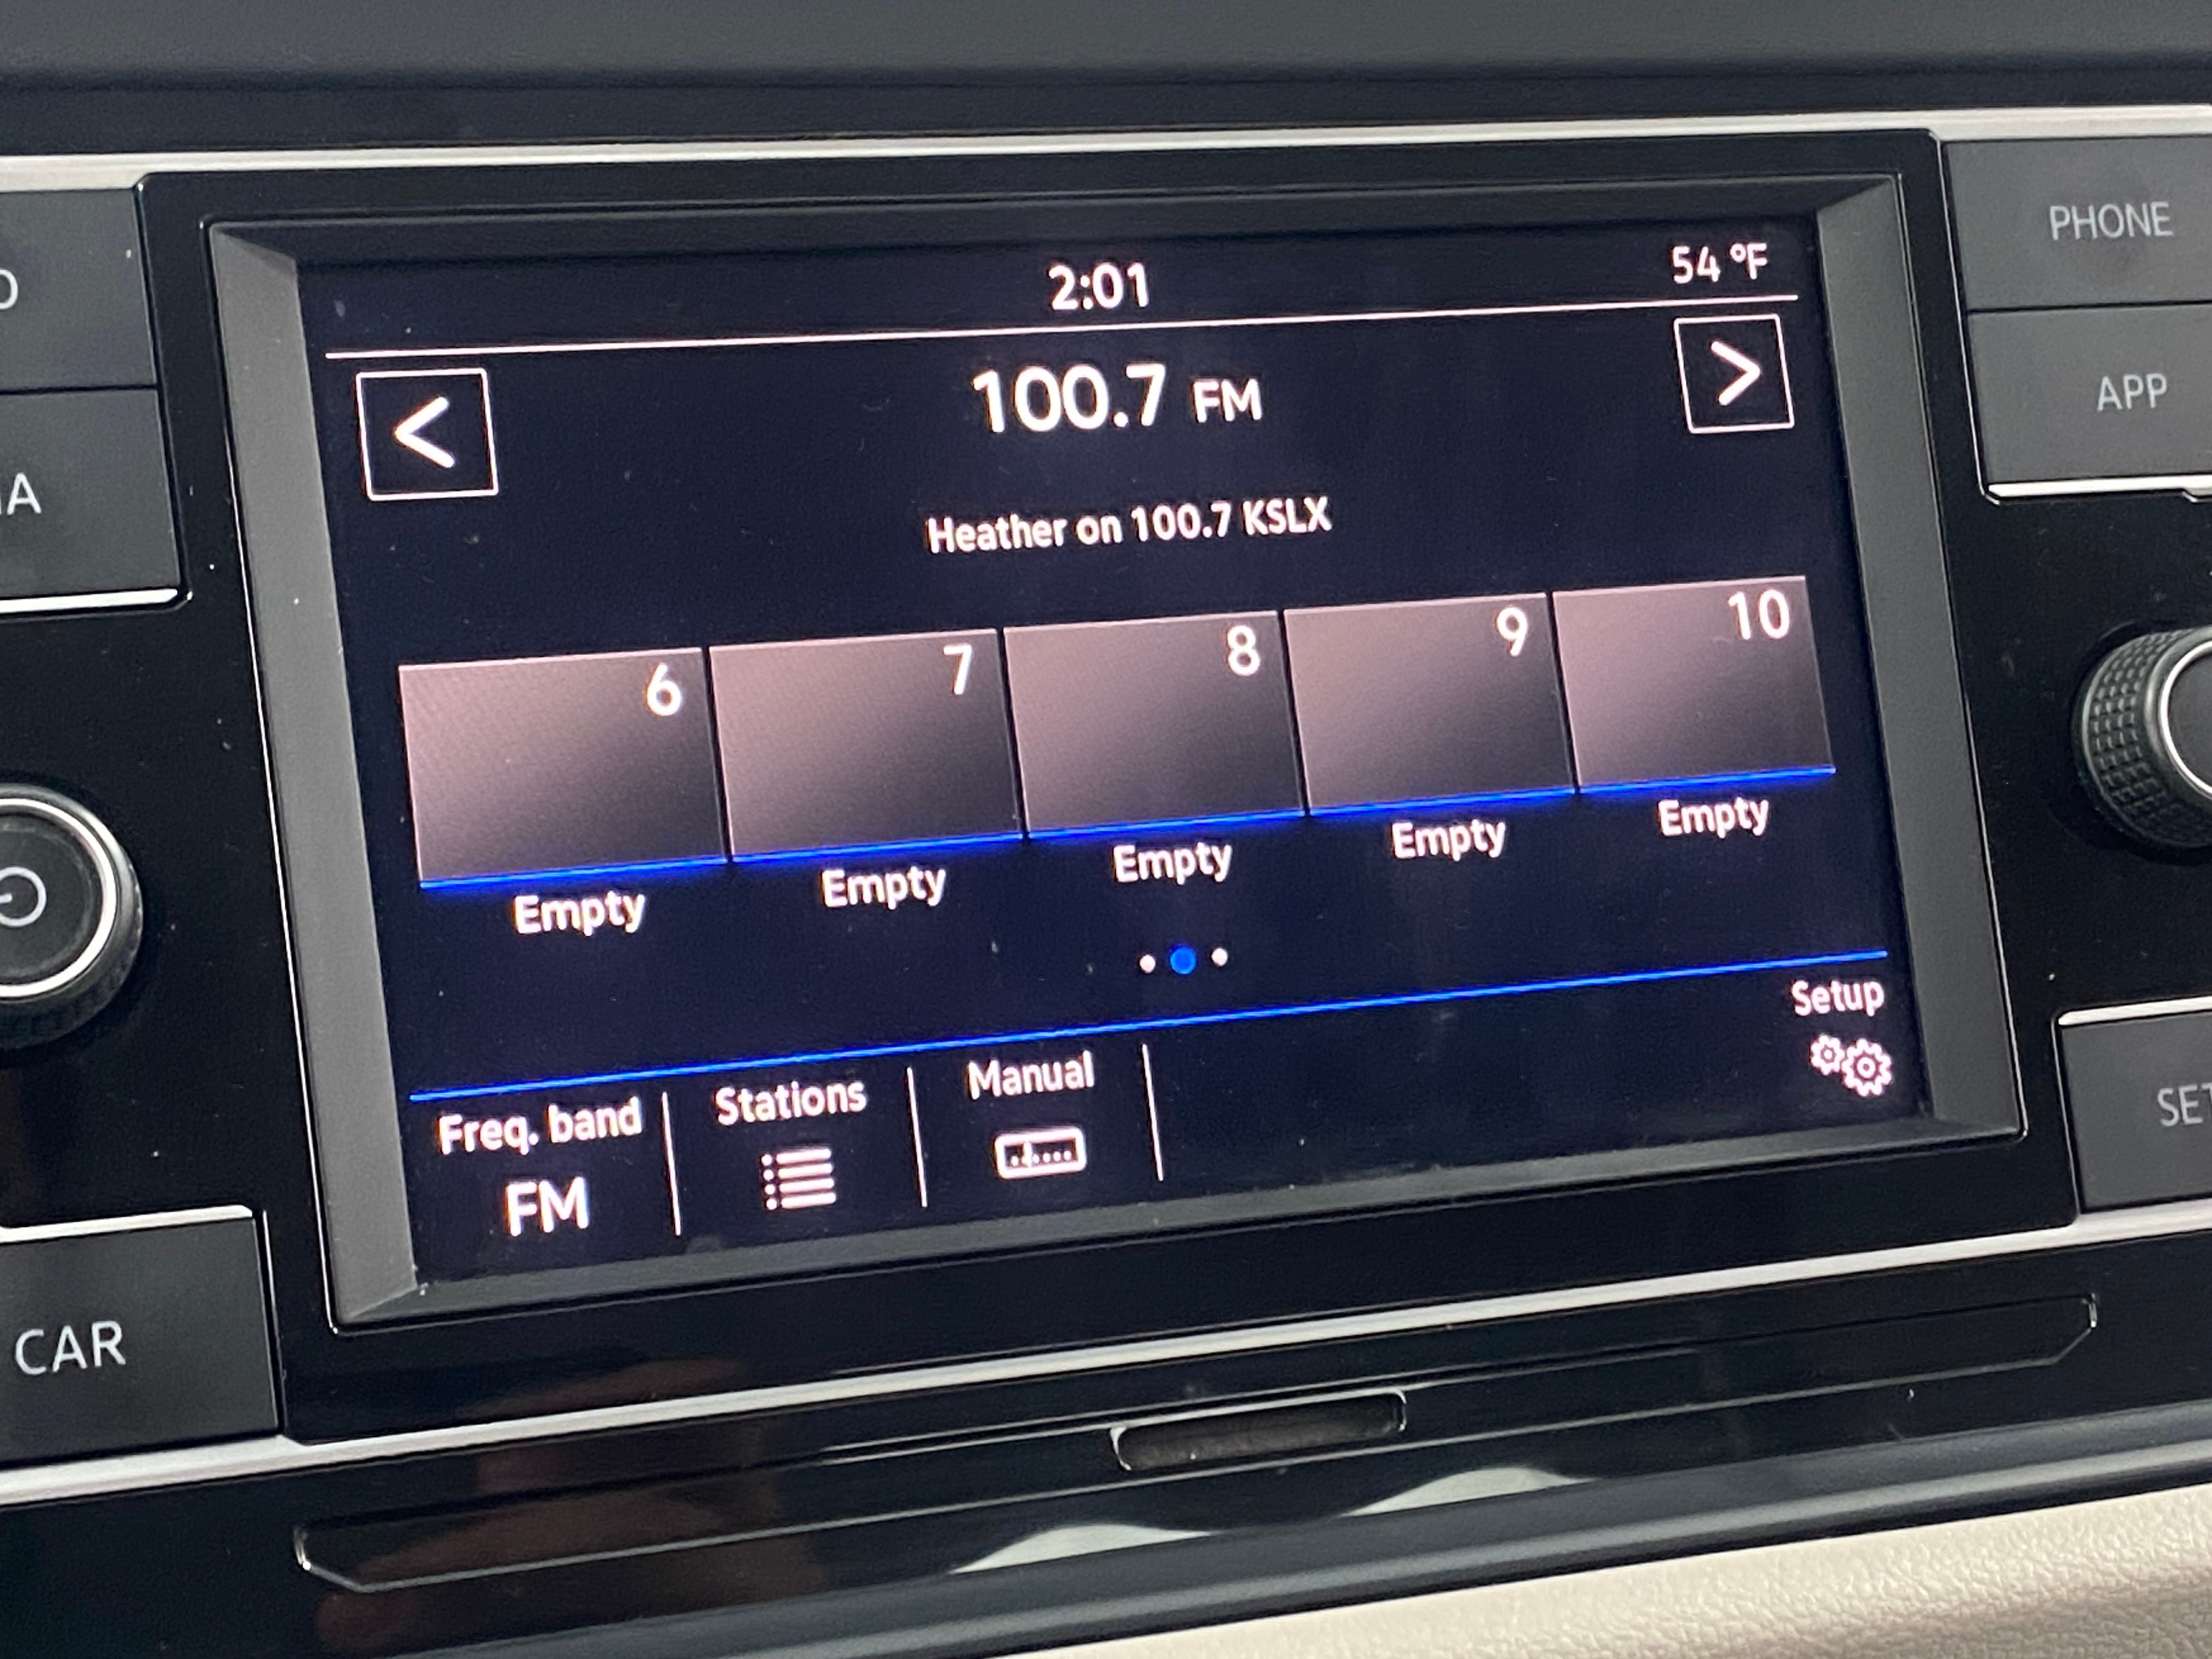 2:01
54 °F
PHONE
APP
< 100.7 FM >
Heather on 100.7 KSLX
6 7 8 9 10
Empty Empty Empty Empty Empty
Setup
Freq. band Stations Manual
FM
CAR